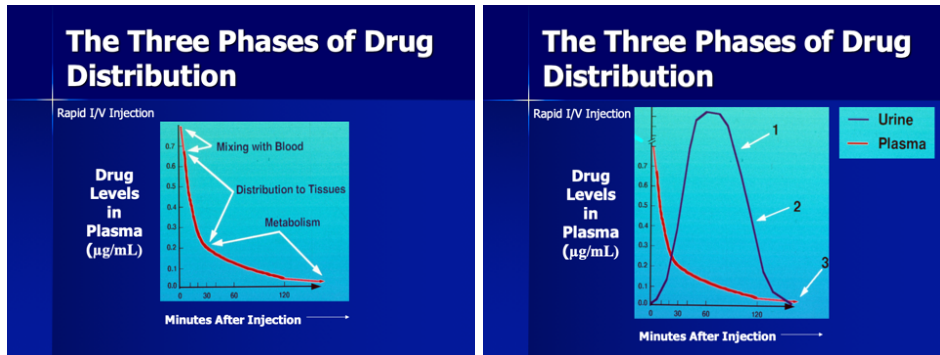 The Three Phases of Drug
Distribution
Rapid I/V Injection
Drug
Levels
in
Plasma
(µg/mL)
0.7
0.6
0.5
0.4
0.3
0.2
0.1
0.0
Mixing with Blood
Distribution to Tissues
Metabolism
0
30
60
120
Minutes After Injection
The Three Phases of Drug
Distribution
Rapid I/V Injection
Drug
Levels
in
Plasma
(µg/mL)
0.7
0.6
0.5
0.4
0.3
0.2
0.1
0.0
1
2
3
0
30
60
120
Urine
Plasma
Minutes After Injection